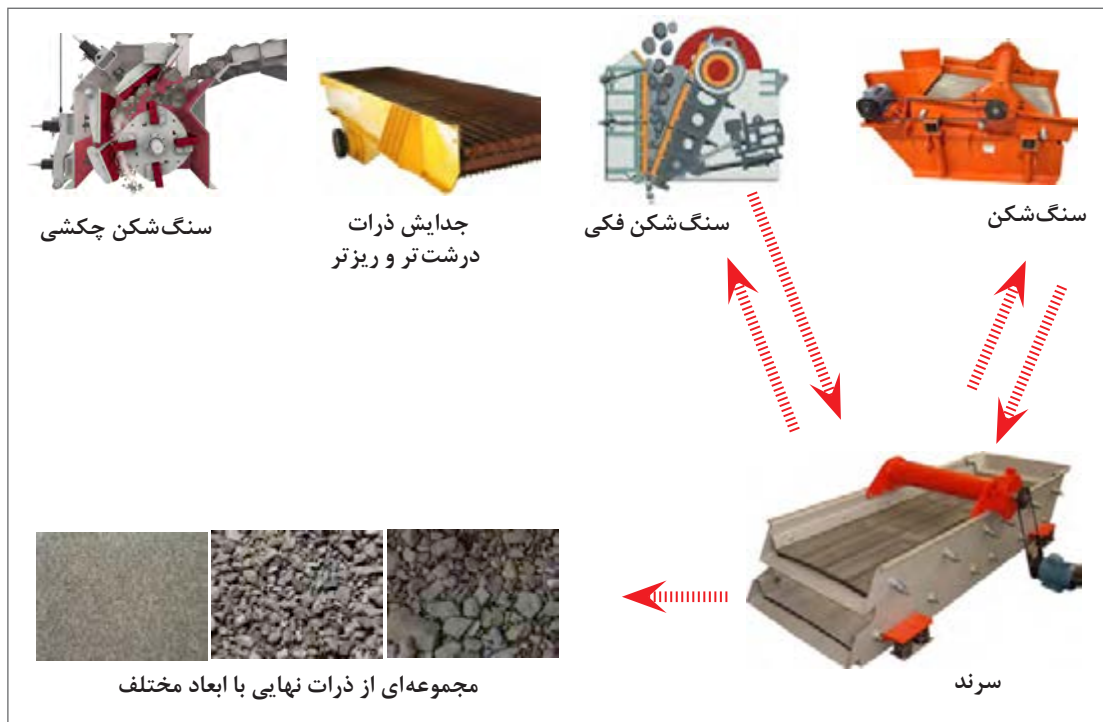 سنگ‌شکن
سنگ‌شکن فکی
جدایش ذرات
درشت‌تر و ریزتر
سنگ‌شکن چکشی
سرند
مجموعه‌ای از ذرات نهایی با ابعاد مختلف